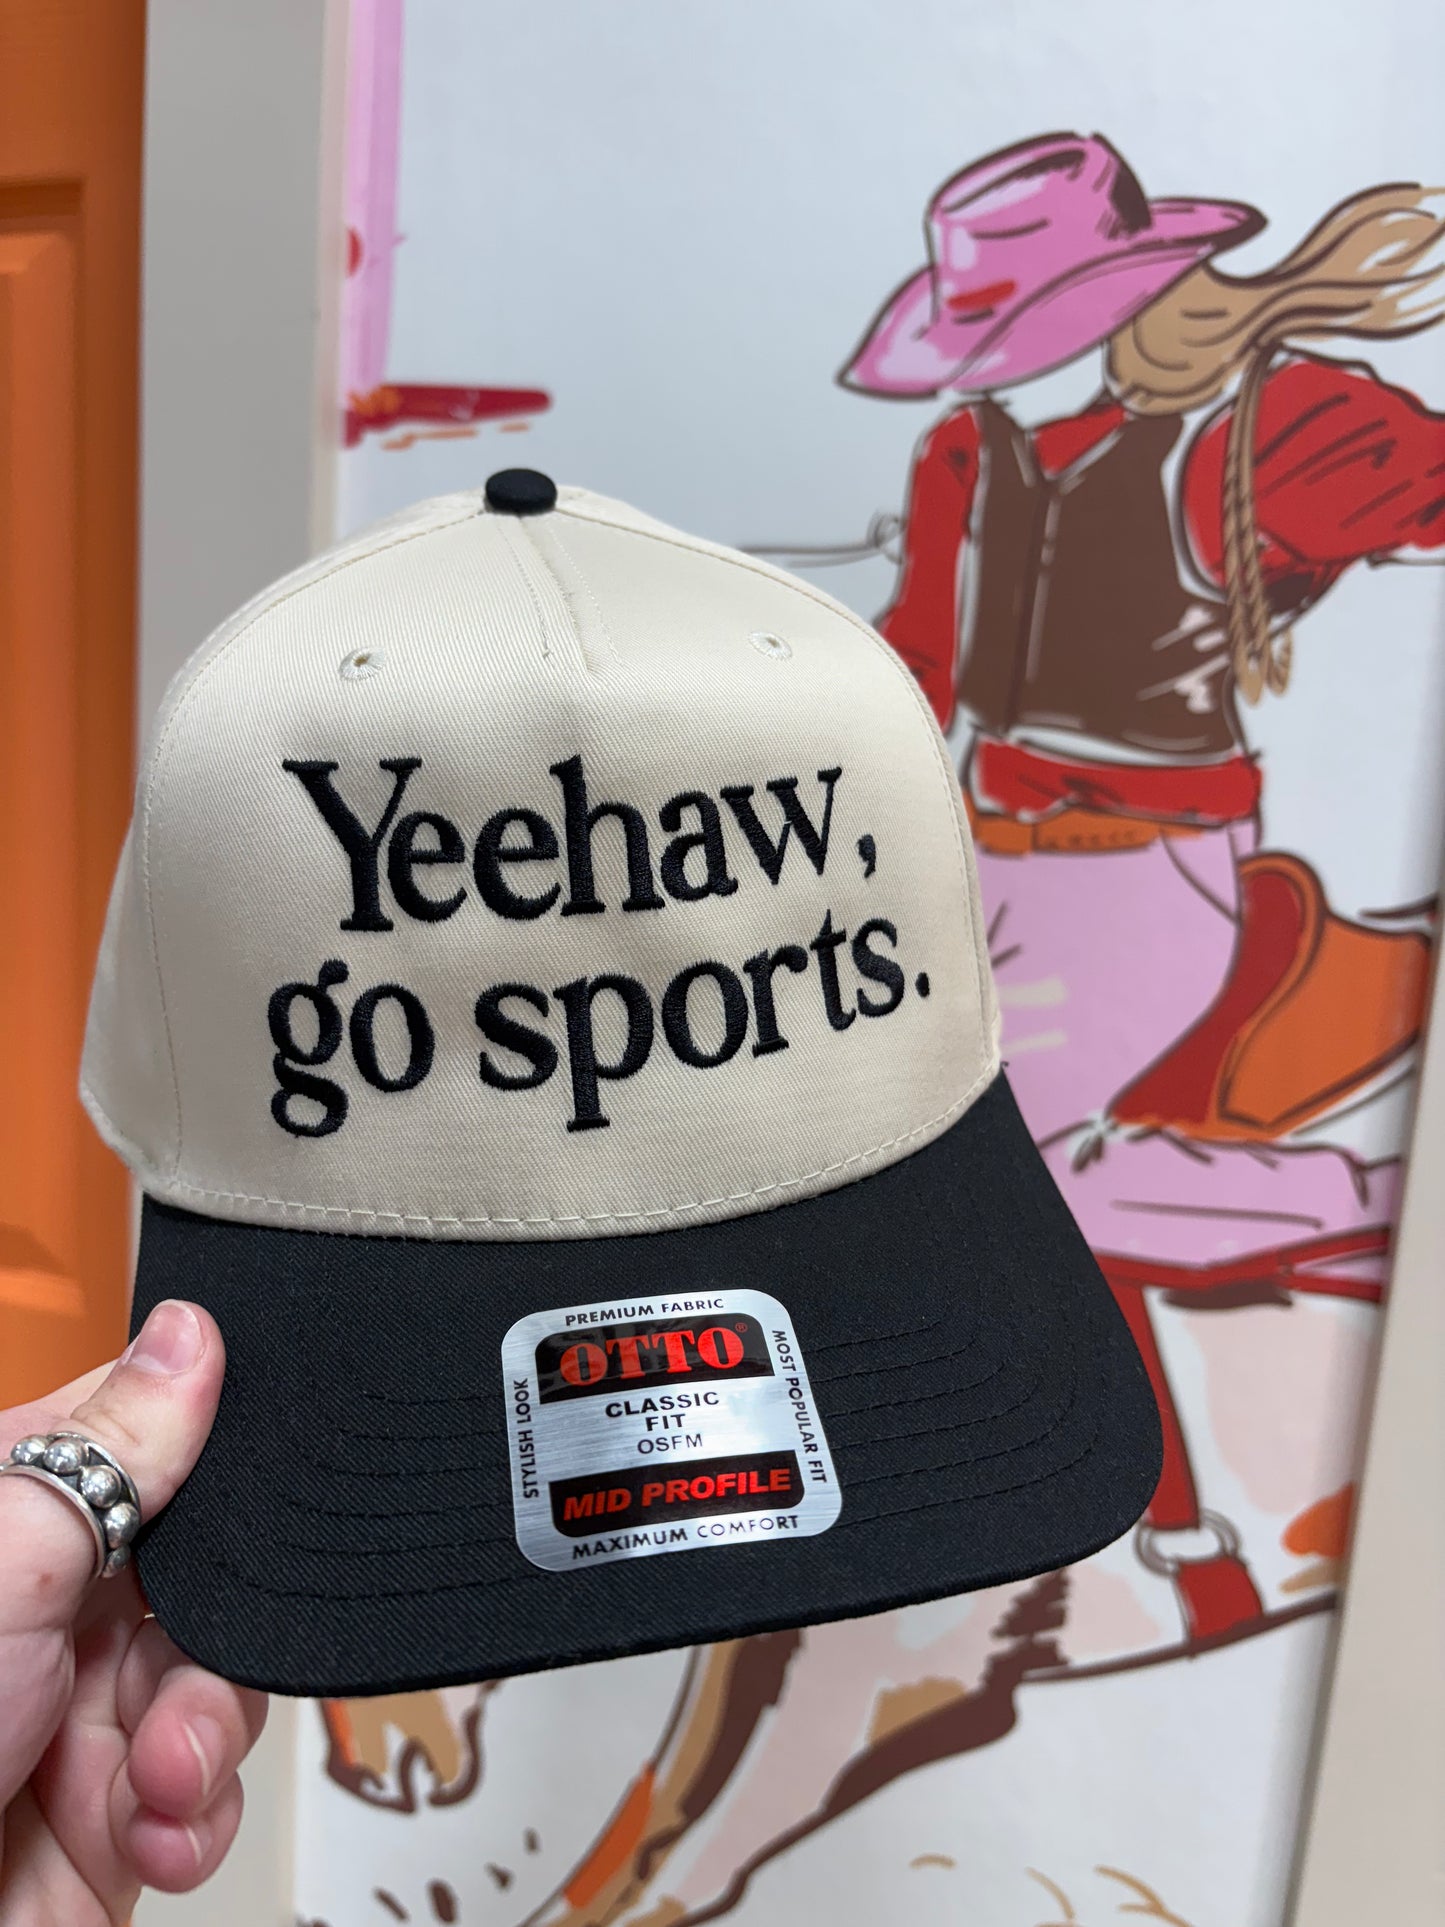 Yeehaw,
go sports.
PREMIUM FABRIC
OTTO®
CLASSIC
FIT
OSFM
MID PROFILE
MAXIMUM COMFORT
STYLISH LOOK
MOST POPULAR FIT